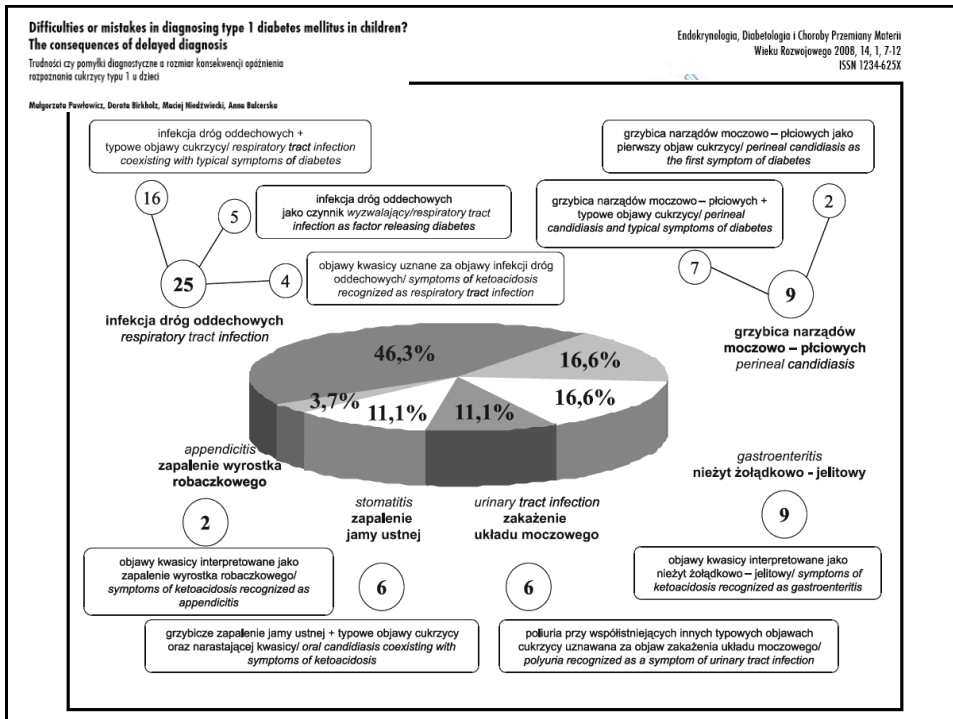 Difficulties or mistakes in diagnosing type 1 diabetes mellitus in children?
The consequences of delayed diagnosis
Trudności czy pomyłki diagnostyczne a rozmiar konsekwencji opóźnienia
rozpoznania cukrzycy typu 1 u dzieci
Małgorzata Pawłowicz, Dorota Birkholz, Maciej Niedźwiecki, Anna Balcerska
Endokrynologia, Diabetologia i Choroby Przemiany Materii
Wieku Rozwojowego 2008, 14, 1, 7-12
ISSN 1234-625X
infekcja dróg oddechowych +
typowe objawy cukrzycy/ respiratory tract infection
coexisting with typical symptoms of diabetes
16
5
infekcja dróg oddechowych
jako czynnik wyzwalający/respiratory tract
infection as factor releasing diabetes
25
4
objawy kwasicy uznane za objawy infekcji dróg
oddechowych/ symptoms of ketoacidosis
recognized as respiratory tract infection
infekcja dróg oddechowych
respiratory tract infection
grzybica narządów moczowo – płciowych jako
pierwszy objaw cukrzycy/ perineal candidiasis as
the first symptom of diabetes
2
grzybica narządów moczowo – płciowych +
typowe objawy cukrzycy/ perineal
candidiasis and typical symptoms of diabetes
7
9
grzybica narządów
moczowo – płciowych
perineal candidiasis
46,3%
16,6%
3,7%
11,1%
11,1%
16,6%
appendicitis
zapalenie wyrostka
robaczkowego
2
objawy kwasicy interpretowane jako
zapalenie wyrostka robaczkowego/
symptoms of ketoacidosis recognized as
appendicitis
stomatitis
zapalenie
jamy ustnej
6
grzybicze zapalenie jamy ustnej + typowe objawy cukrzycy
oraz narastającej kwasicy/ oral candidiasis coexisting with
symptoms of ketoacidosis
urinary tract infection
zakażenie
układu moczowego
6
poliuria przy współistniejących innych typowych objawach
cukrzycy uznawana za objaw zakażenia układu moczowego/
polyuria recognized as a symptom of urinary tract infection
gastroenteritis
nieżyt żołądkowo - jelitowy
9
objawy kwasicy interpretowane jako
nieżyt żołądkowo – jelitowy/ symptoms of
ketoacidosis recognized as gastroenteritis